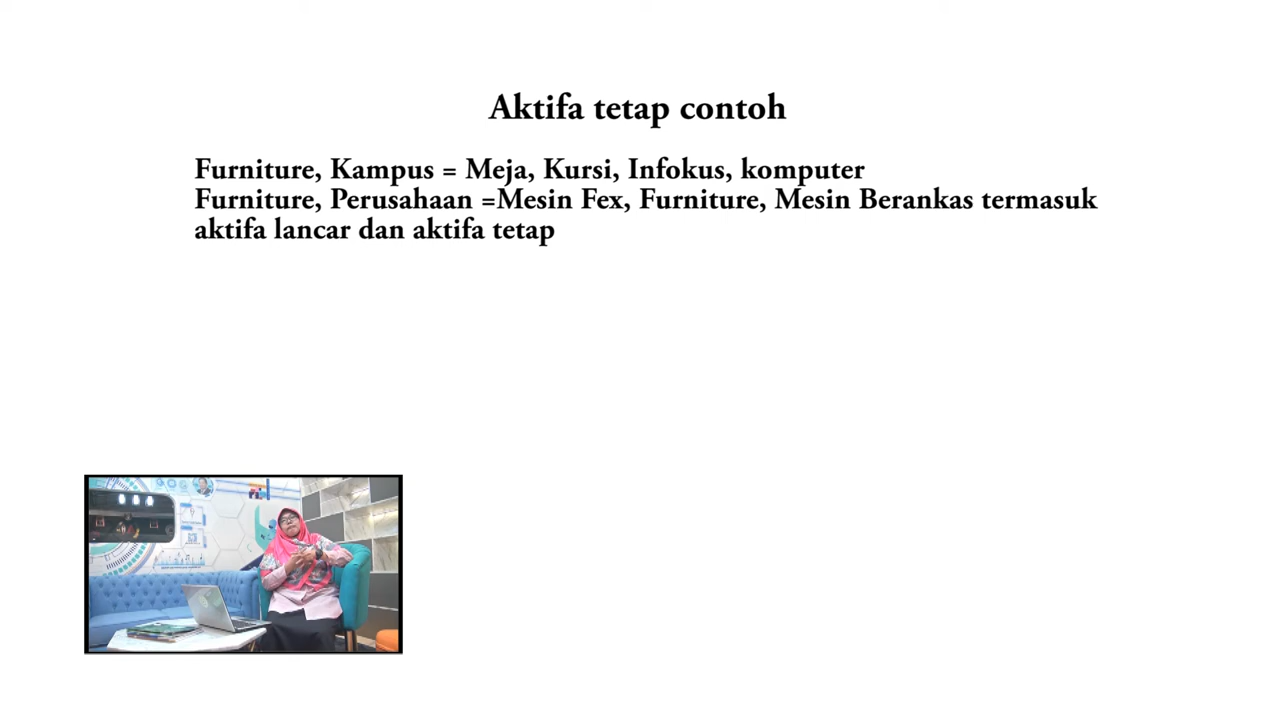 Aktifa tetap contoh
Furniture, Kampus = Meja, Kursi, Infokus, komputer
Furniture, Perusahaan =Mesin Fex, Furniture, Mesin Berankas termasuk
aktifa lancar dan aktifa tetap